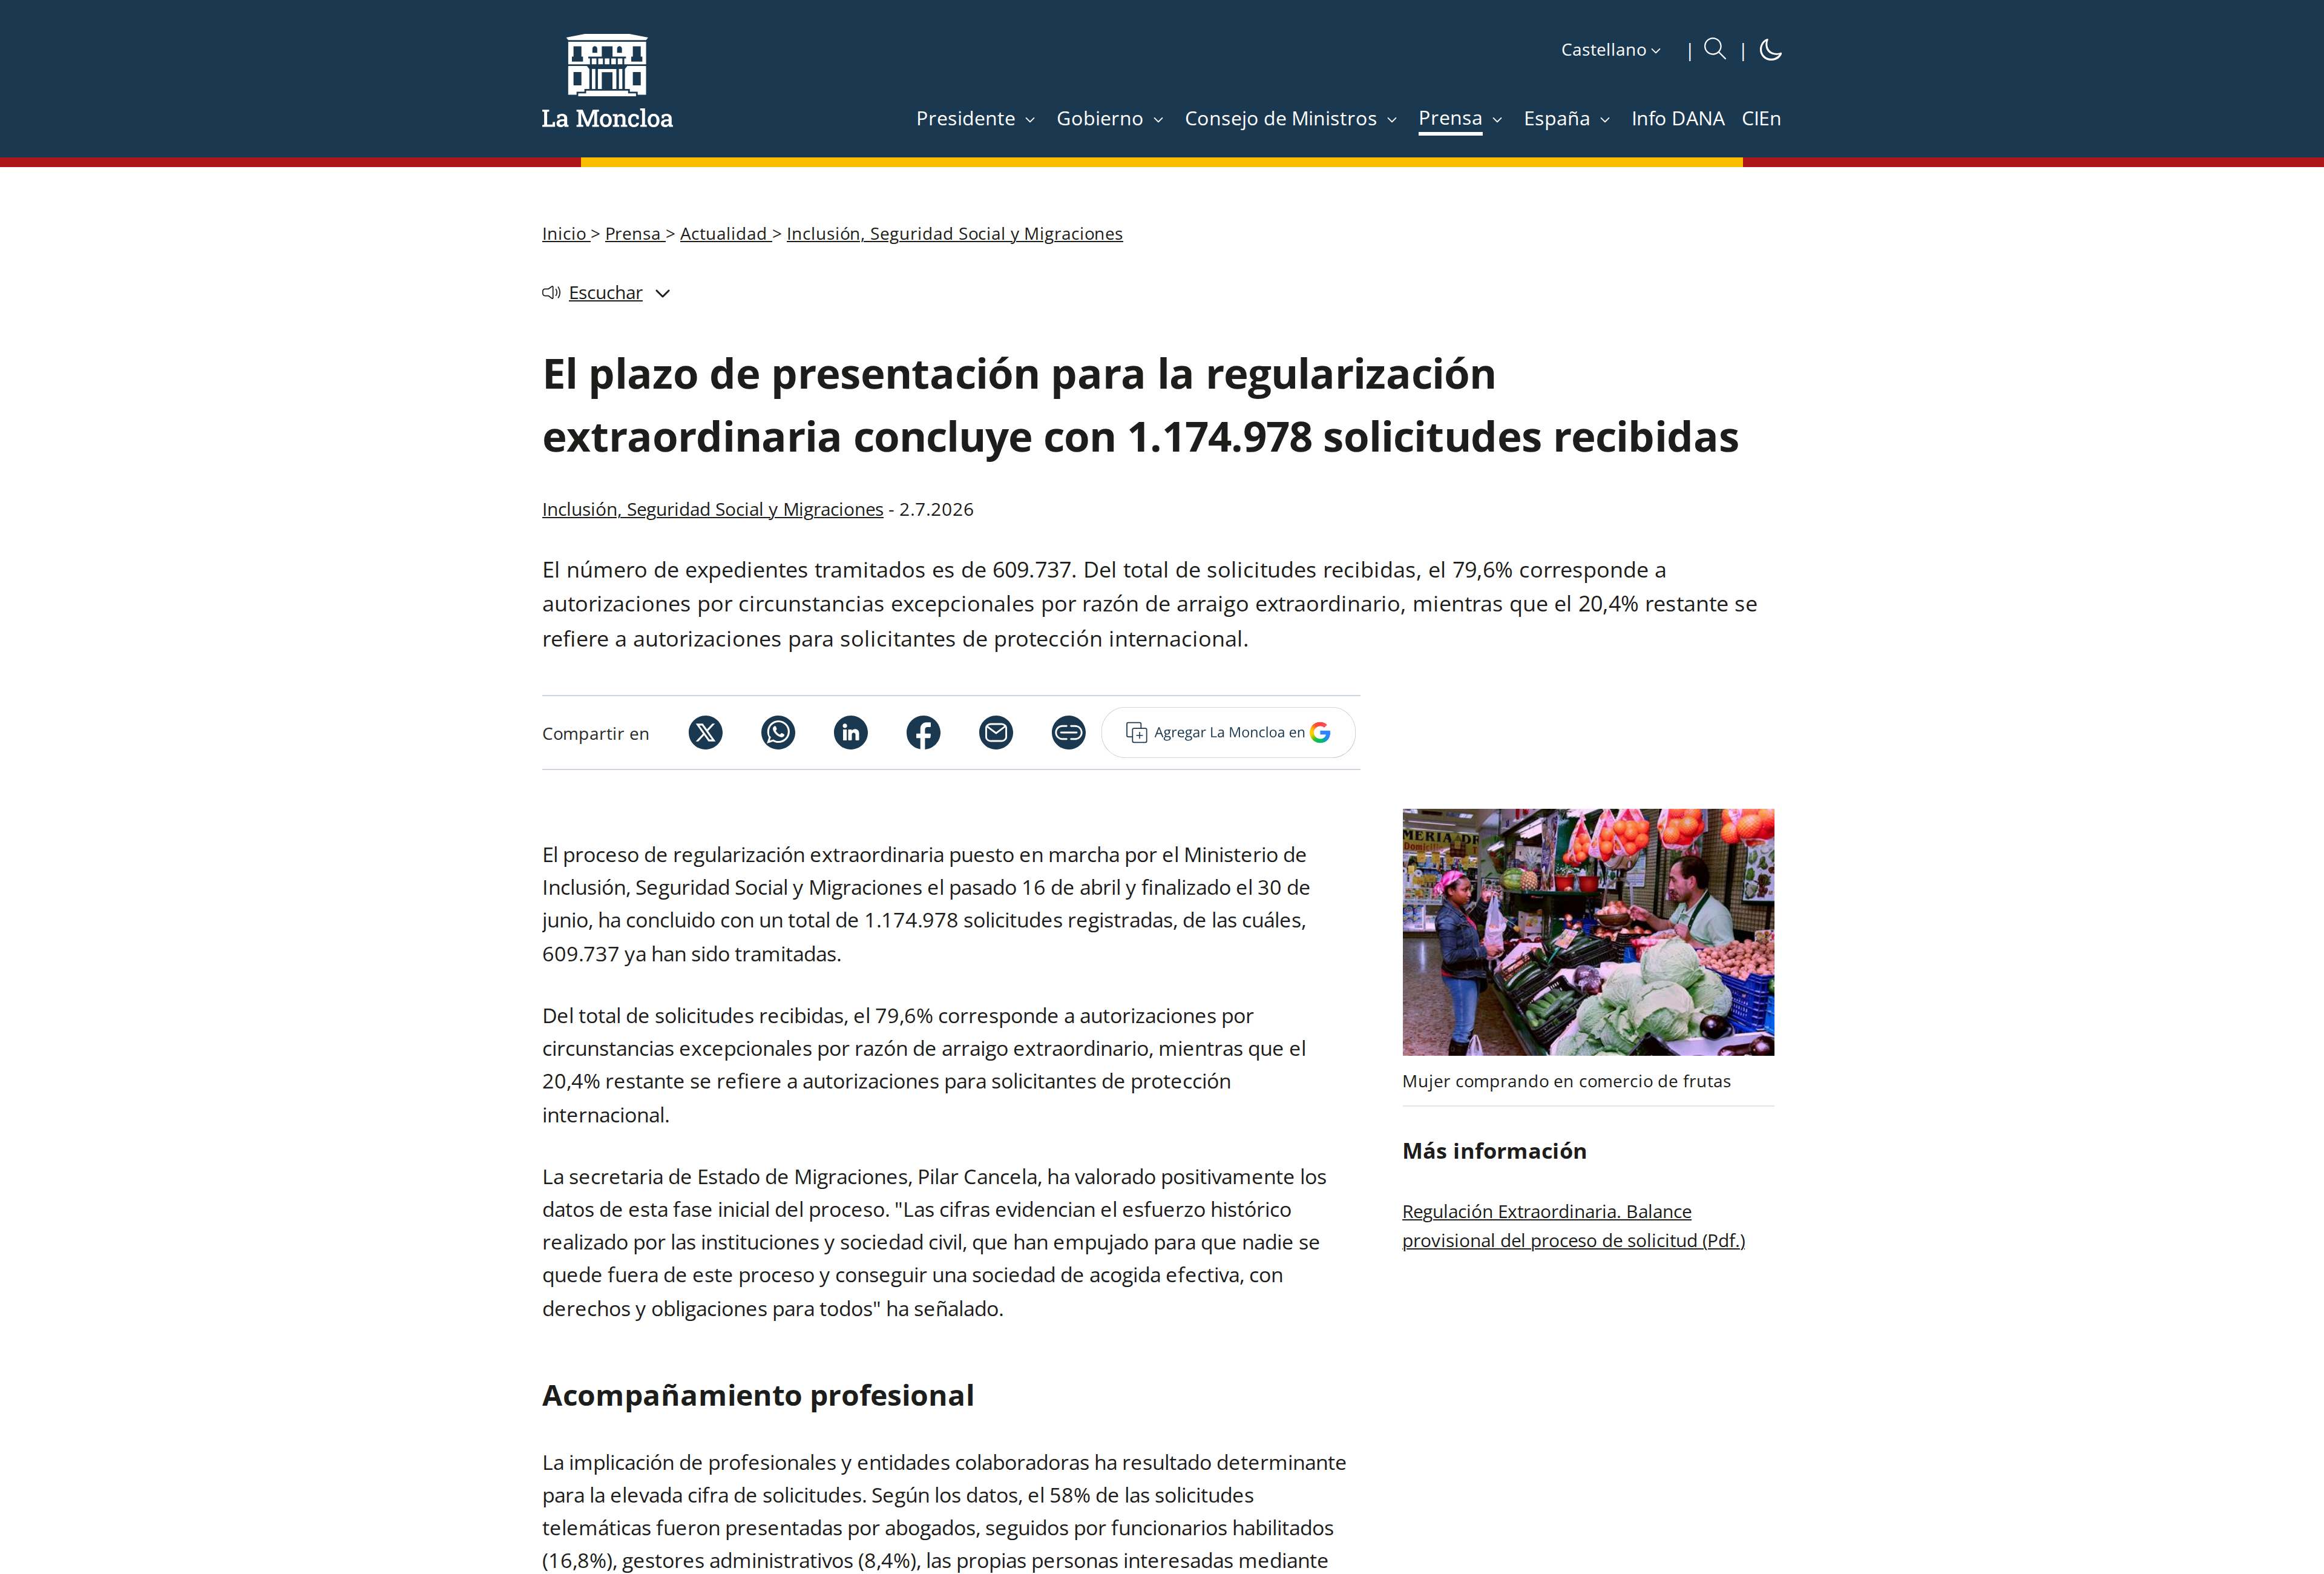 La Moncloa
Castellano
|
|
Presidente
Gobierno
Consejo de Ministros
Prensa
España
Info DANA
CIEn
Inicio > Prensa > Actualidad > Inclusión, Seguridad Social y Migraciones
Escuchar
El plazo de presentación para la regularización
extraordinaria concluye con 1.174.978 solicitudes recibidas
Inclusión, Seguridad Social y Migraciones - 2.7.2026
El número de expedientes tramitados es de 609.737. Del total de solicitudes recibidas, el 79,6% corresponde a
autorizaciones por circunstancias excepcionales por razón de arraigo extraordinario, mientras que el 20,4% restante se
refiere a autorizaciones para solicitantes de protección internacional.
Compartir en
Agregar La Moncloa en G
El proceso de regularización extraordinaria puesto en marcha por el Ministerio de
Inclusión, Seguridad Social y Migraciones el pasado 16 de abril y finalizado el 30 de
junio, ha concluido con un total de 1.174.978 solicitudes registradas, de las cuáles,
609.737 ya han sido tramitadas.
Del total de solicitudes recibidas, el 79,6% corresponde a autorizaciones por
circunstancias excepcionales por razón de arraigo extraordinario, mientras que el
20,4% restante se refiere a autorizaciones para solicitantes de protección
internacional.
La secretaria de Estado de Migraciones, Pilar Cancela, ha valorado positivamente los
datos de esta fase inicial del proceso. "Las cifras evidencian el esfuerzo histórico
realizado por las instituciones y sociedad civil, que han empujado para que nadie se
quede fuera de este proceso y conseguir una sociedad de acogida efectiva, con
derechos y obligaciones para todos" ha señalado.
Acompañamiento profesional
La implicación de profesionales y entidades colaboradoras ha resultado determinante
para la elevada cifra de solicitudes. Según los datos, el 58% de las solicitudes
telemáticas fueron presentadas por abogados, seguidos por funcionarios habilitados
(16,8%), gestores administrativos (8,4%), las propias personas interesadas mediante
MERIA DR
Mujer comprando en comercio de frutas
Más información
Regulación Extraordinaria. Balance
provisional del proceso de solicitud (Pdf.)